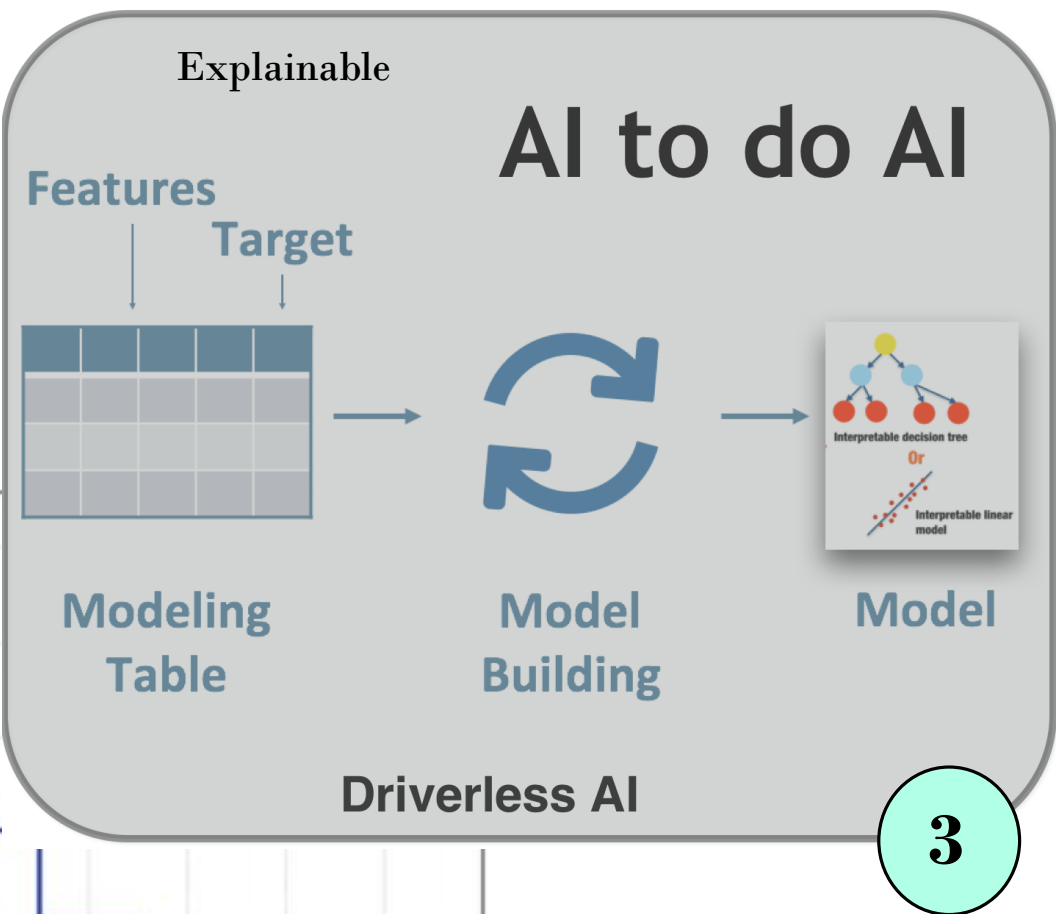 Explainable
AI to do AI
Features
Target
Interpretable decision tree
Or
Interpretable linear
model
Modeling
Table
Model
Building
Model
Driverless AI
3